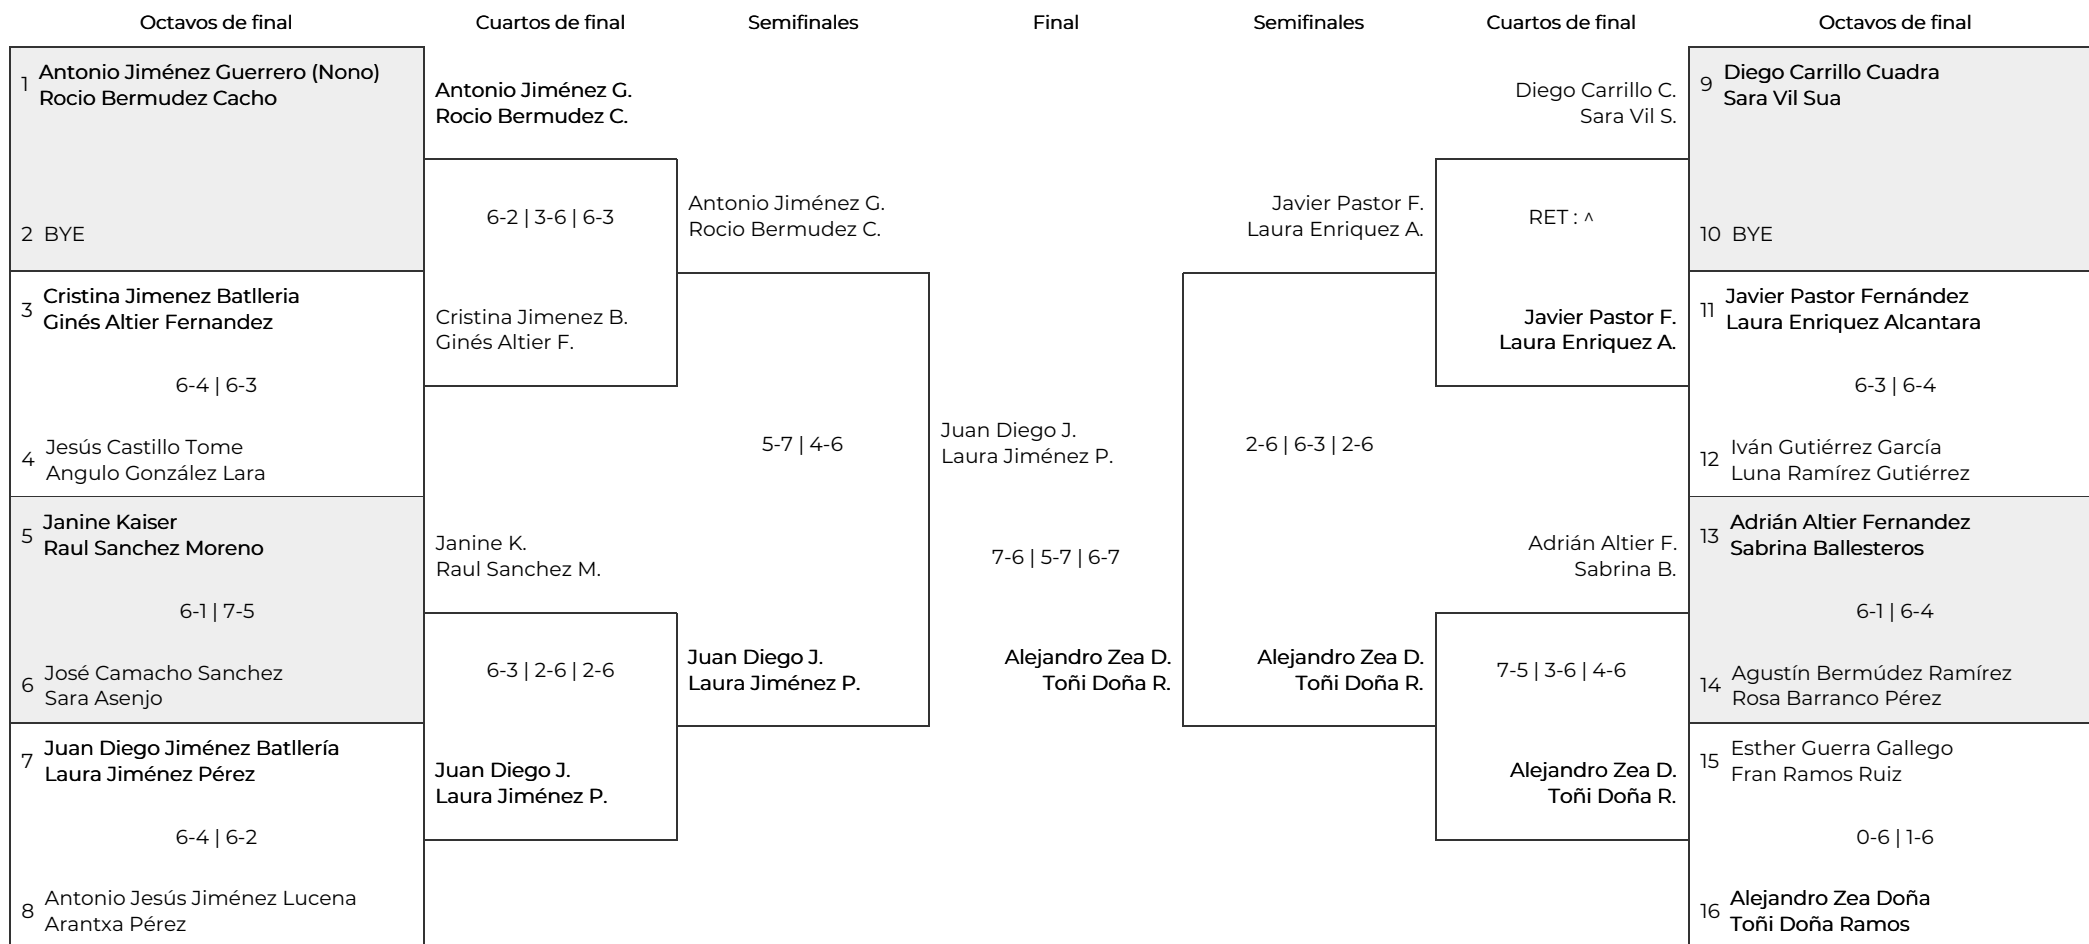 Octavos de final
Cuartos de final
Semifinales
Final
Semifinales
Cuartos de final
Octavos de final
1 Antonio Jiménez Guerrero (Nono)
Rocio Bermudez Cacho
2 BYE
3 Cristina Jimenez Batlleria
Ginés Altier Fernandez
6-4 | 6-3
4 Jesús Castillo Tome
Angulo González Lara
5 Janine Kaiser
Raul Sanchez Moreno
6-1 | 7-5
6 José Camacho Sanchez
Sara Asenjo
7 Juan Diego Jiménez Batllería
Laura Jiménez Pérez
6-4 | 6-2
8 Antonio Jesús Jiménez Lucena
Arantxa Pérez
Antonio Jiménez G.
Rocio Bermudez C.
6-2 | 3-6 | 6-3
Cristina Jimenez B.
Ginés Altier F.
Janine K.
Raul Sanchez M.
6-3 | 2-6 | 2-6
Juan Diego J.
Laura Jiménez P.
Antonio Jiménez G.
Rocio Bermudez C.
5-7 | 4-6
Juan Diego J.
Laura Jiménez P.
Juan Diego J.
Laura Jiménez P.
7-6 | 5-7 | 6-7
Alejandro Zea D.
Toñi Doña R.
Javier Pastor F.
Laura Enriquez A.
2-6 | 6-3 | 2-6
Alejandro Zea D.
Toñi Doña R.
Diego Carrillo C.
Sara Vil S.
RET : ^
Javier Pastor F.
Laura Enriquez A.
Adrián Altier F.
Sabrina B.
7-5 | 3-6 | 4-6
Alejandro Zea D.
Toñi Doña R.
9 Diego Carrillo Cuadra
Sara Vil Sua
10 BYE
11 Javier Pastor Fernández
Laura Enriquez Alcantara
6-3 | 6-4
12 Iván Gutiérrez García
Luna Ramírez Gutiérrez
13 Adrián Altier Fernandez
Sabrina Ballesteros
6-1 | 6-4
14 Agustín Bermúdez Ramírez
Rosa Barranco Pérez
15 Esther Guerra Gallego
Fran Ramos Ruiz
0-6 | 1-6
16 Alejandro Zea Doña
Toñi Doña Ramos